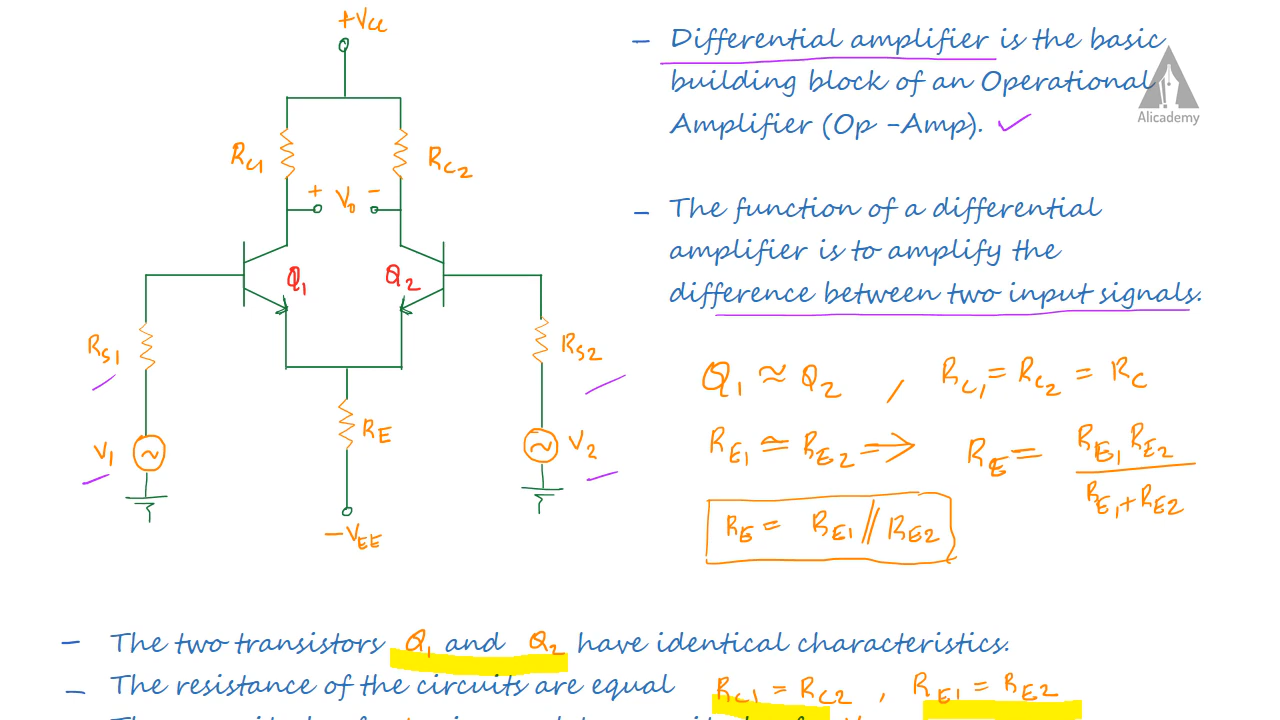 +VCC
RC1
RC2
+ Vo -
Q1
Q2
RS1
RS2
RE
V1
V2
-VEE
- Differential amplifier is the basic
building block of an Operational
Amplifier (Op -Amp). ✓
Alicademy
- The function of a differential
amplifier is to amplify the
difference between two input signals.
Q1 ≈ Q2 , RC1 = RC2 = RC
RE1 ≃ RE2 => RE = RE1 RE2 / RE1 + RE2
RE = RE1 // RE2
- The two transistors Q1 and Q2 have identical characteristics.
- The resistance of the circuits are equal RC1 = RC2 , RE1 = RE2